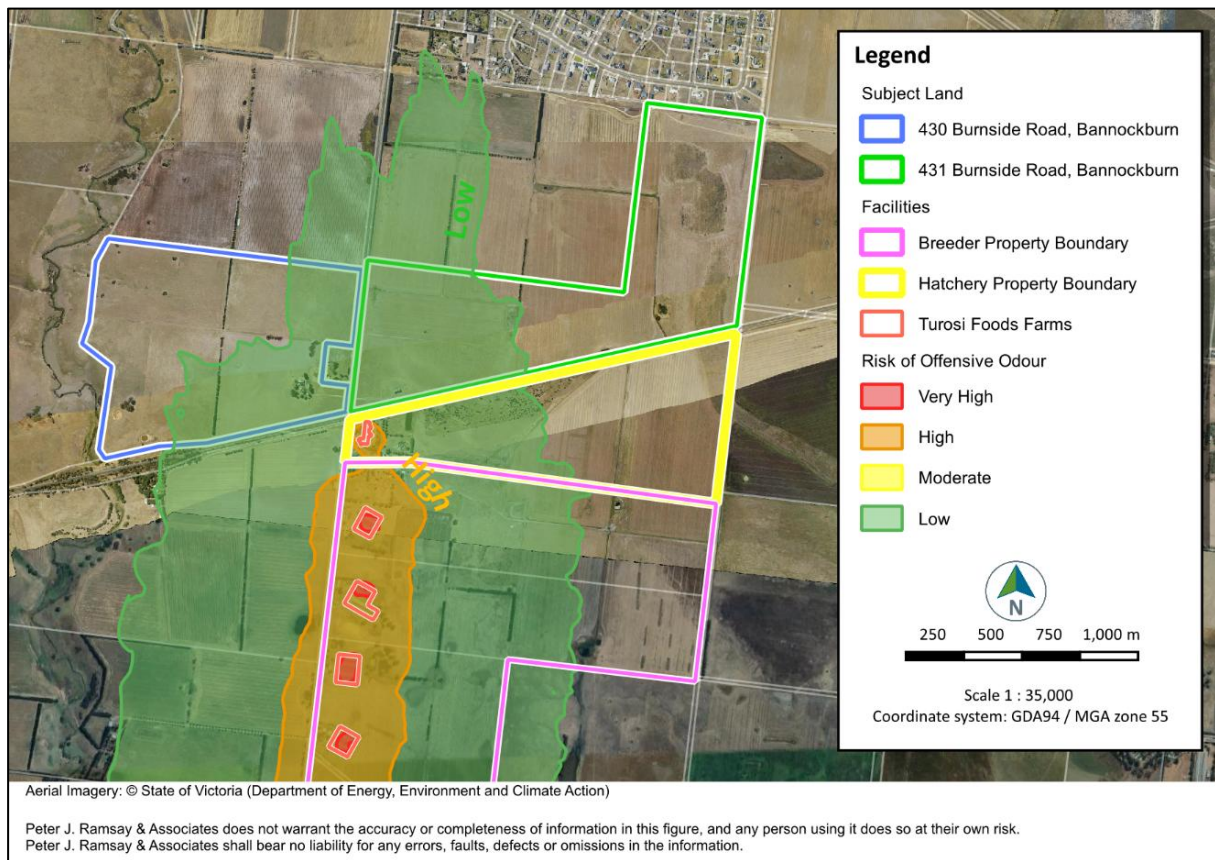 Low
High
Legend
Subject Land
430 Burnside Road, Bannockburn
431 Burnside Road, Bannockburn
Facilities
Breeder Property Boundary
Hatchery Property Boundary
Turosi Foods Farms
Risk of Offensive Odour
Very High
High
Moderate
Low
N
250 500 750 1,000 m
Scale 1 : 35,000
Coordinate system: GDA94 / MGA zone 55
Aerial Imagery: © State of Victoria (Department of Energy, Environment and Climate Action)
Peter J. Ramsay & Associates does not warrant the accuracy or completeness of information in this figure, and any person using it does so at their own risk.
Peter J. Ramsay & Associates shall bear no liability for any errors, faults, defects or omissions in the information.